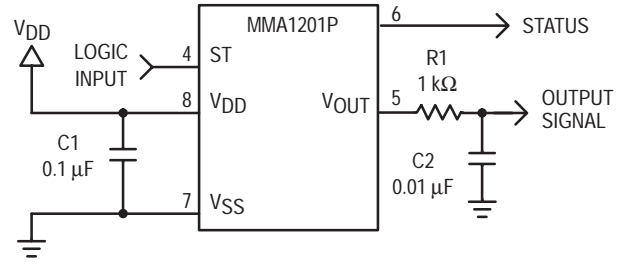 VDD
LOGIC
INPUT
4
ST
MMA1201P
6
STATUS
8
VDD
VOUT
5
R1
1 kΩ
OUTPUT
SIGNAL
C1
0.1 µF
C2
0.01 µF
7
VSS